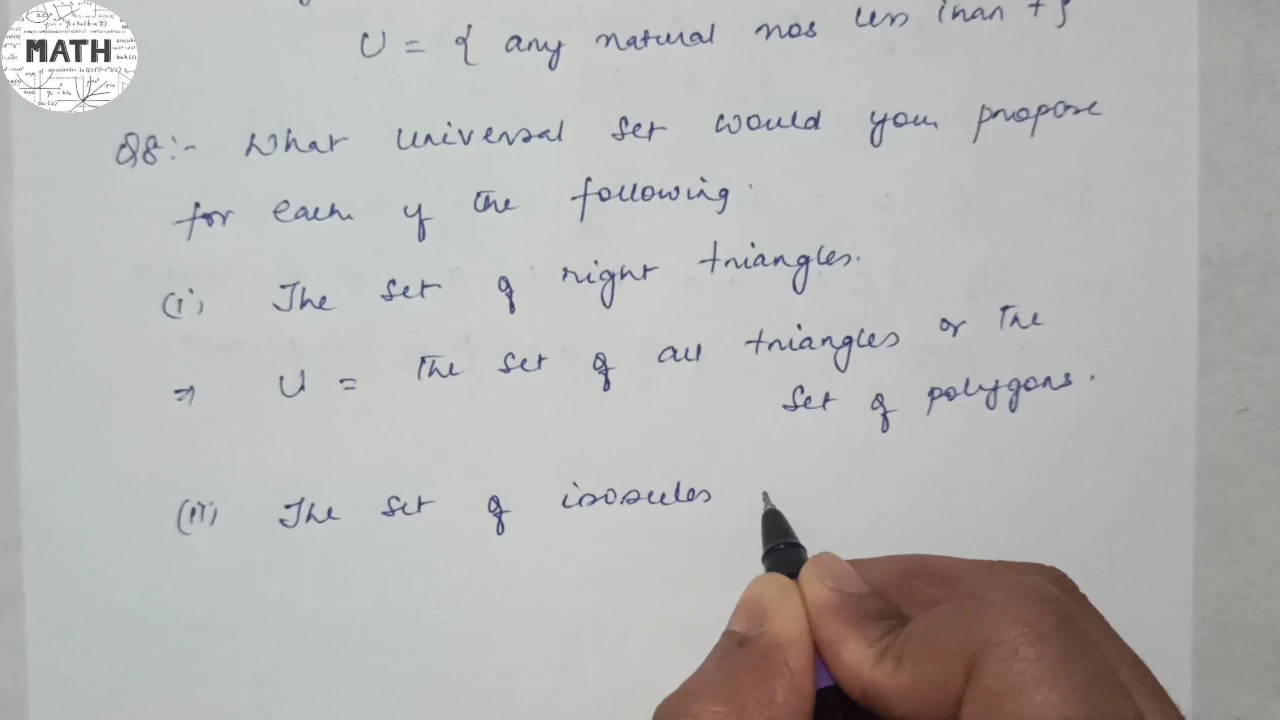 MATH
U = { any natural nos less than 7 }
Q8:- What universal set would you propose
for each of the following.
(i) The set of right triangles.
⇒ U = The set of all triangles or the
set of polygons.
(ii) The set of isosceles